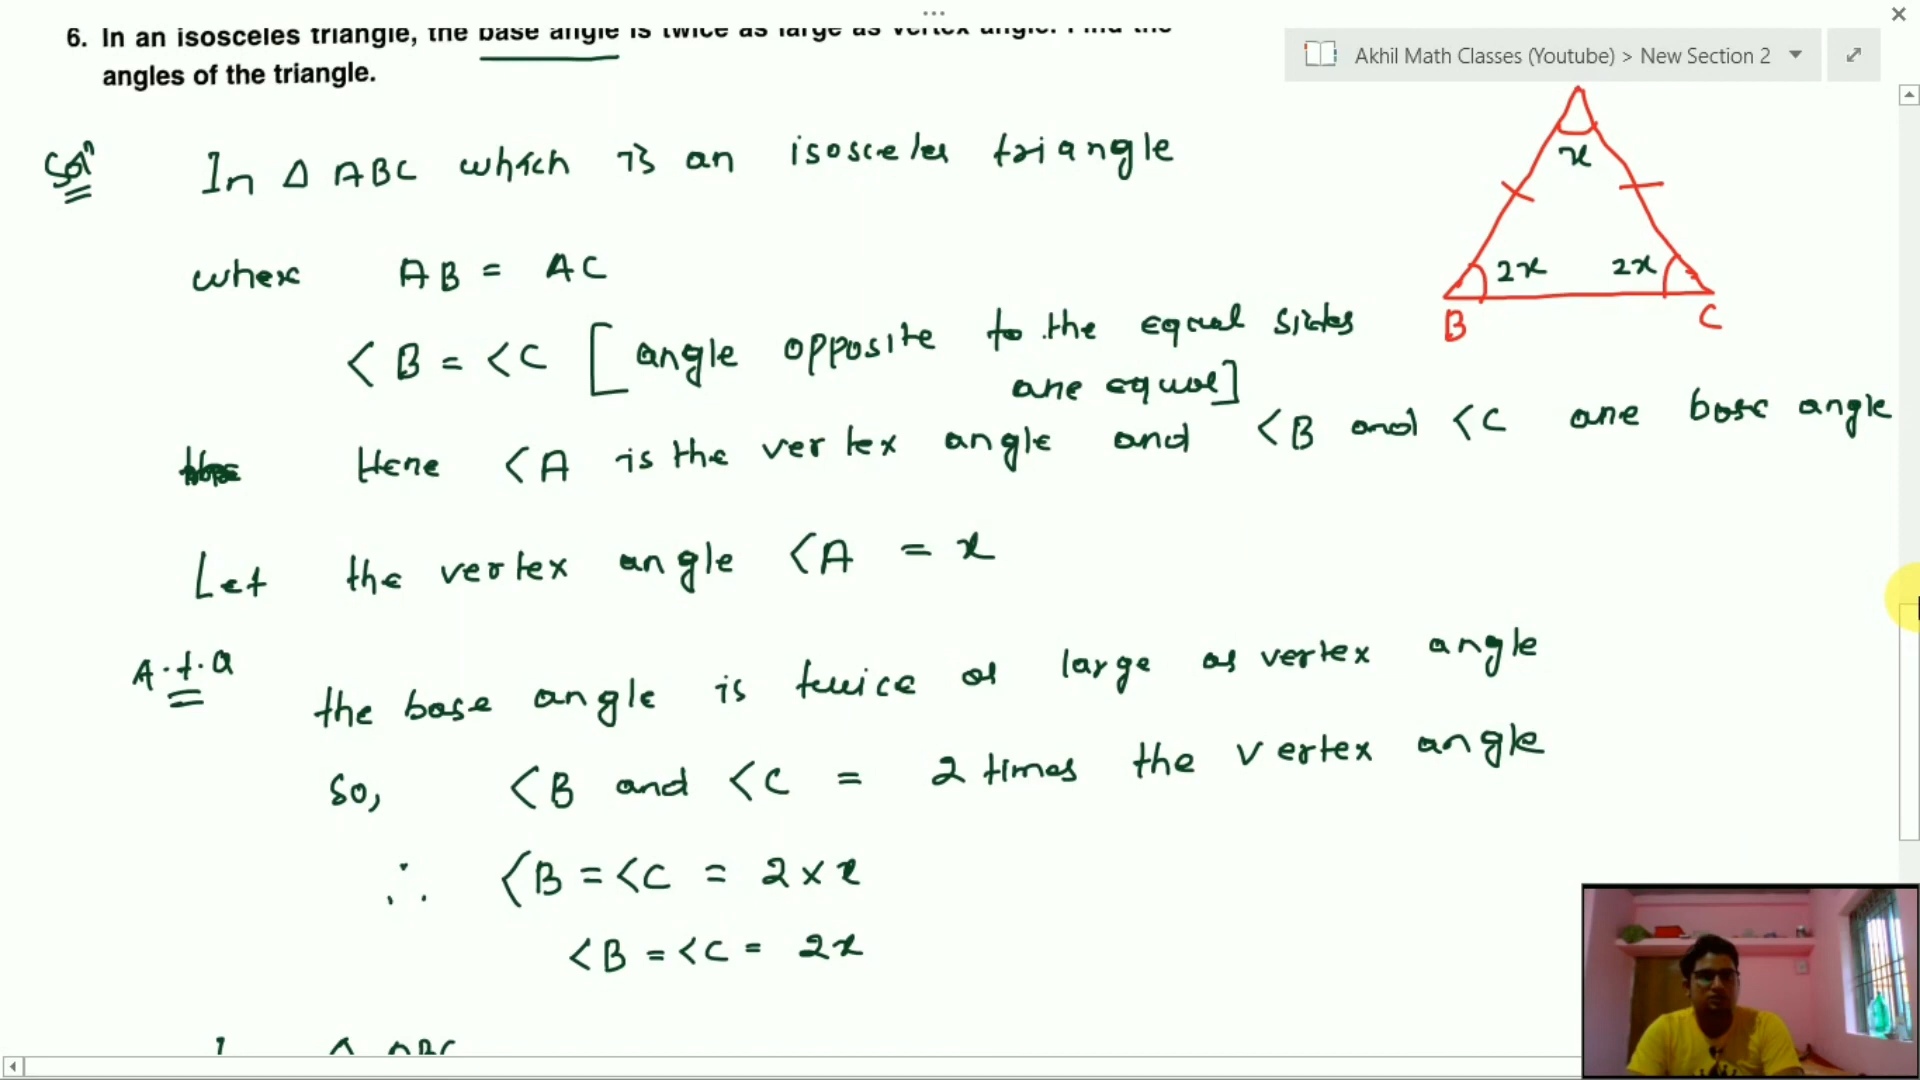 6. In an isosceles triangle, the base angle is twice as large as vertex angle. Find the
angles of the triangle.
Akhil Math Classes (Youtube) > New Section 2
Solⁿ In Δ ABC which is an isosceles triangle
x
2x 2x
B C
where AB = AC
<B = <C [angle opposite to the equal sides
are equal]
Here <A is the vertex angle and <B and <C are base angle
Let the vertex angle <A = x
A.t.Q
the base angle is twice as large as vertex angle
So, <B and <C = 2 times the vertex angle
∴ <B = <C = 2 × x
<B = <C = 2x
Δ ABC